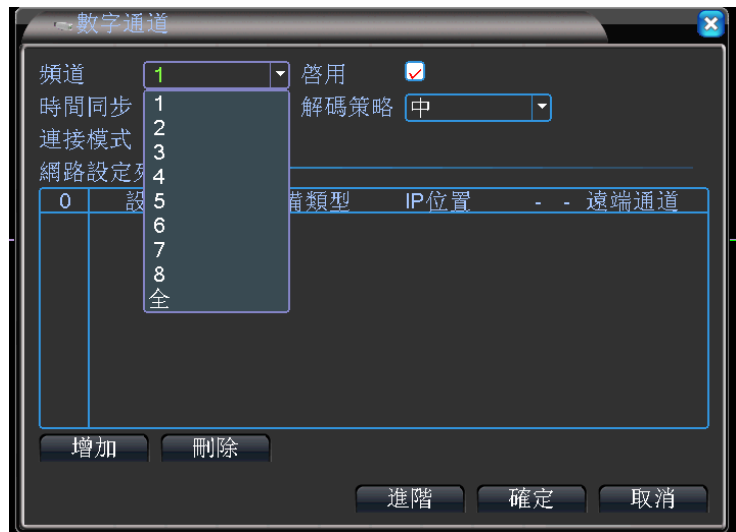 數字通道
頻道 1 啓用
時間同步 解碼策略 中
連接模式
網路設定
1
2
3
4
5
6
7
8
全
0 設 備類型 IP位置 - - 遠端通道
增加 刪除
進階 確定 取消